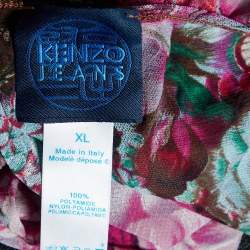 KENZO
JEANS
XL
Made in Italy
Modèle déposé ©
100%
POLYAMIDE
NYLON-POLIAMIDA